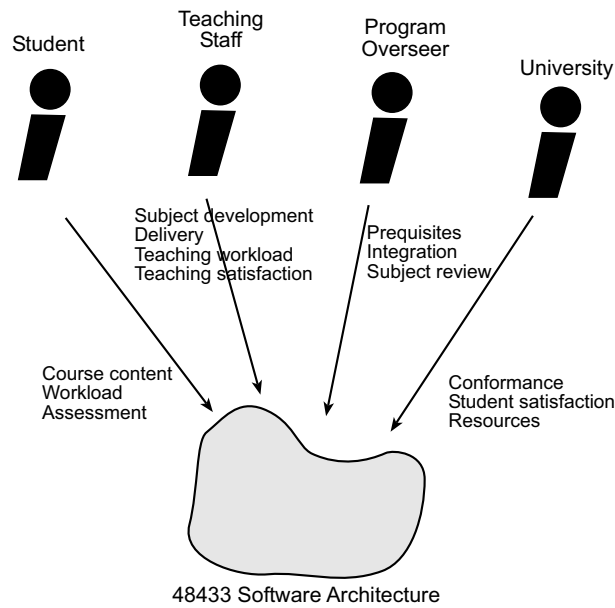 Student
Teaching
Staff
Program
Overseer
University
Subject development
Delivery
Teaching workload
Teaching satisfaction
Prequisites
Integration
Subject review
Course content
Workload
Assessment
Conformance
Student satisfaction
Resources
48433 Software Architecture